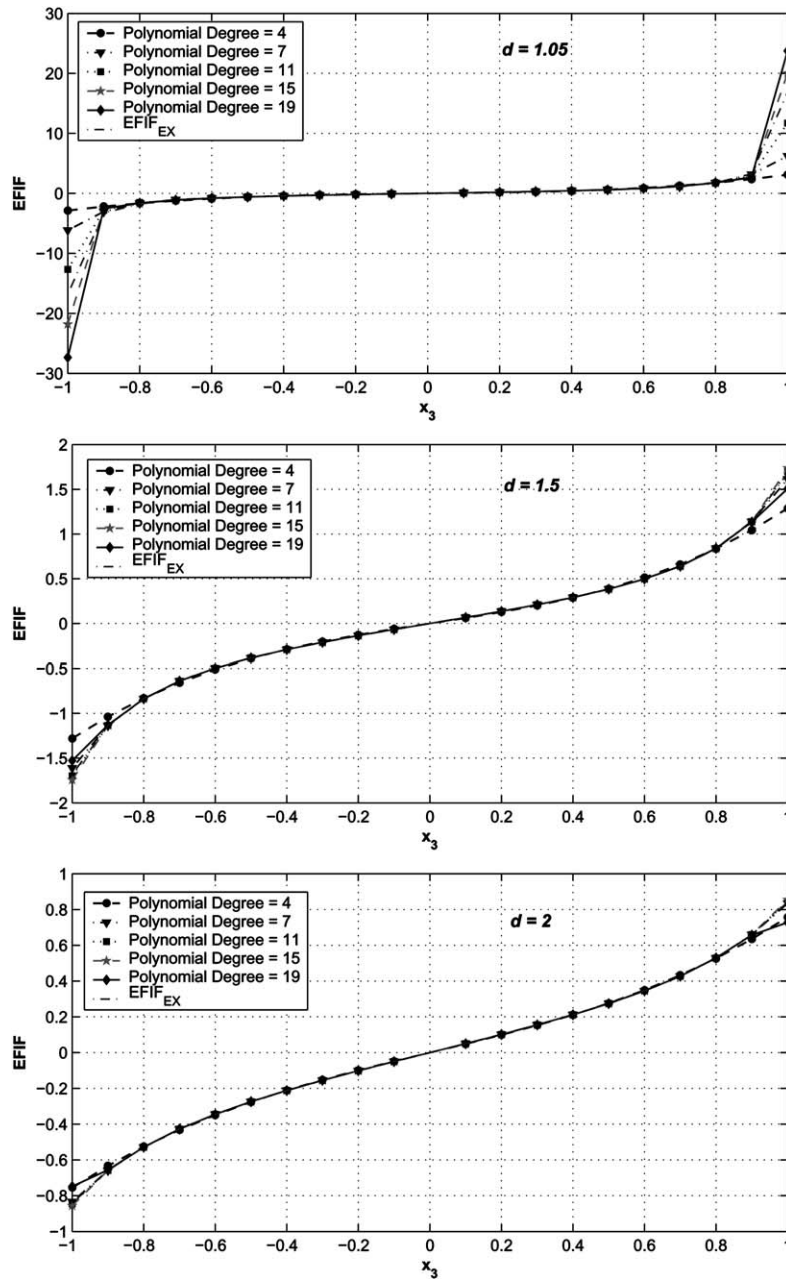 Polynomial Degree = 4
Polynomial Degree = 7
Polynomial Degree = 11
Polynomial Degree = 15
Polynomial Degree = 19
EFIF_EX
d = 1.05
30
20
10
0
−10
−20
−30
EFIF
−1 −0.8 −0.6 −0.4 −0.2 0 0.2 0.4 0.6 0.8 1
x_3
Polynomial Degree = 4
Polynomial Degree = 7
Polynomial Degree = 11
Polynomial Degree = 15
Polynomial Degree = 19
EFIF_EX
d = 1.5
2
1.5
1
0.5
0
−0.5
−1
−1.5
−2
EFIF
−1 −0.8 −0.6 −0.4 −0.2 0 0.2 0.4 0.6 0.8 1
x_3
Polynomial Degree = 4
Polynomial Degree = 7
Polynomial Degree = 11
Polynomial Degree = 15
Polynomial Degree = 19
EFIF_EX
d = 2
1
0.8
0.6
0.4
0.2
0
−0.2
−0.4
−0.6
−0.8
−1
EFIF
−1 −0.8 −0.6 −0.4 −0.2 0 0.2 0.4 0.6 0.8 1
x_3